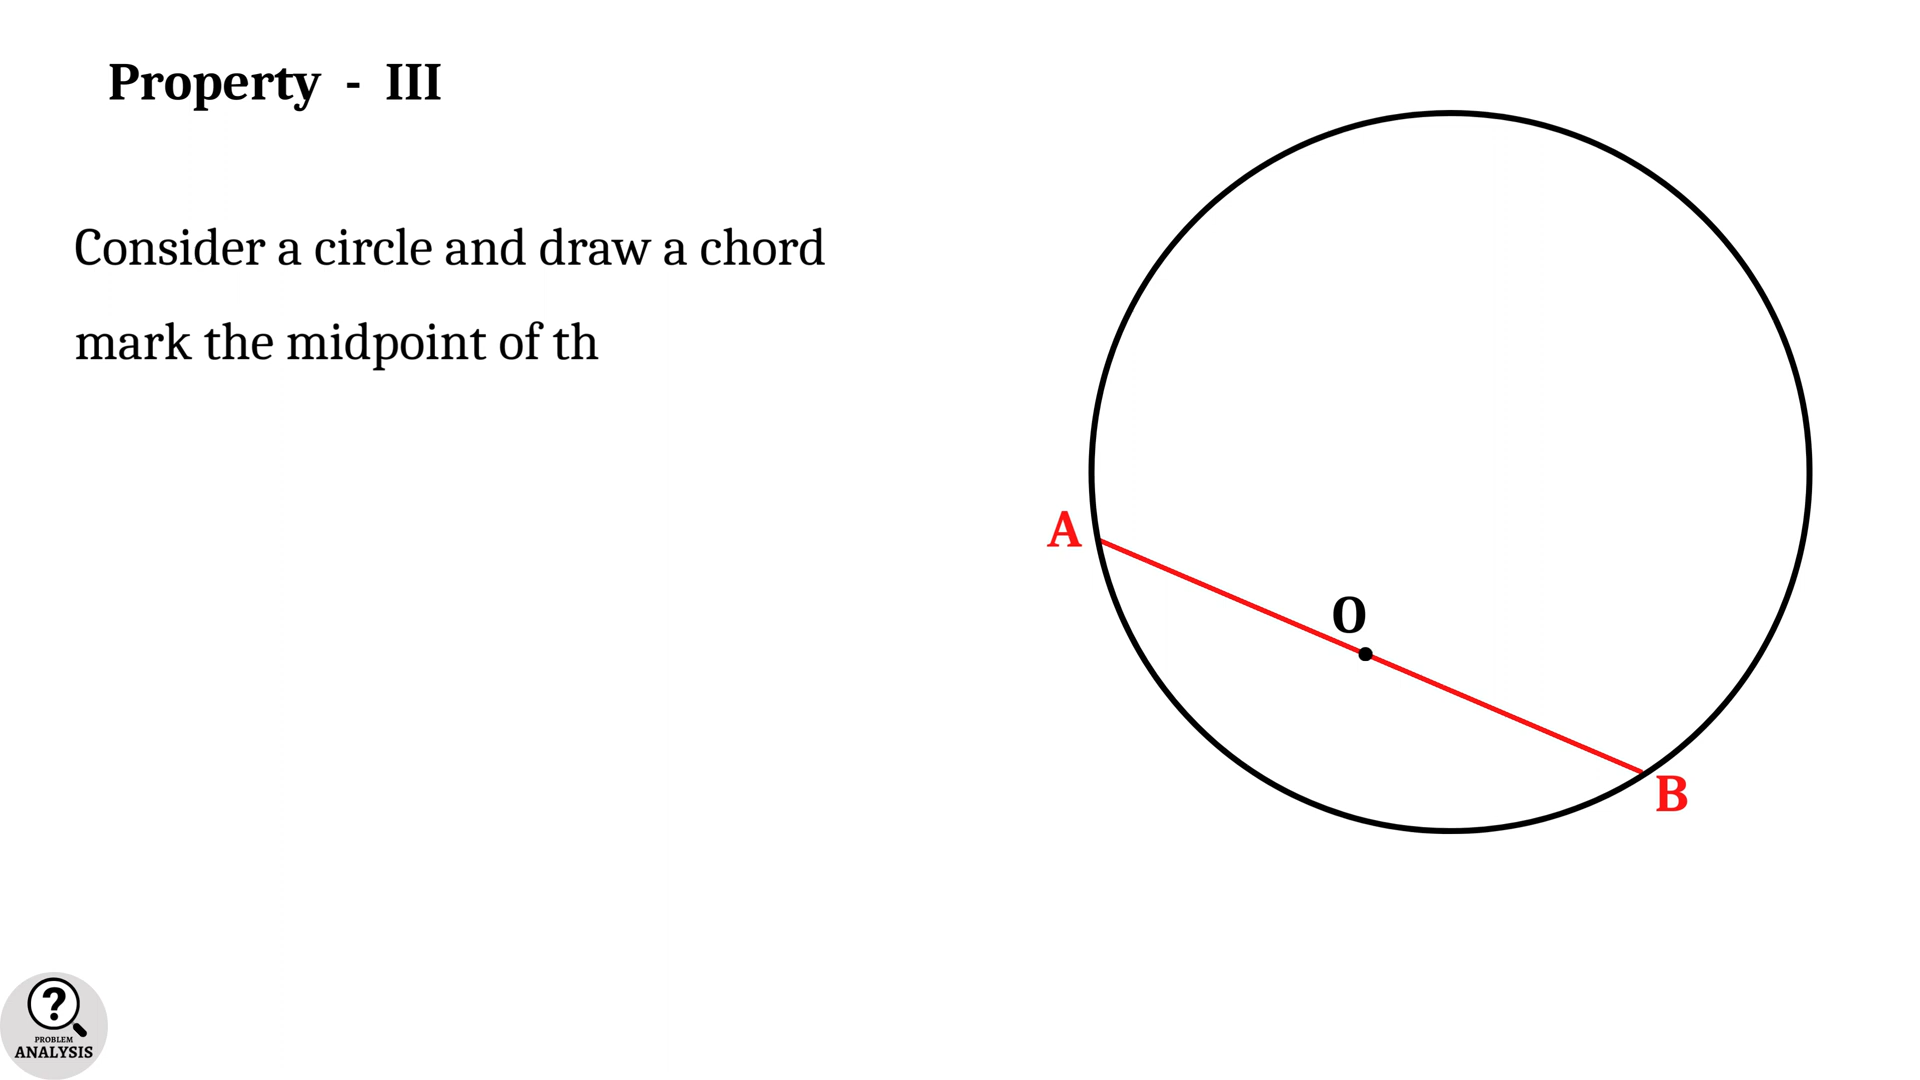 Property - III
Consider a circle and draw a chord
mark the midpoint of th
A
O
B
?
PROBLEM
ANALYSIS